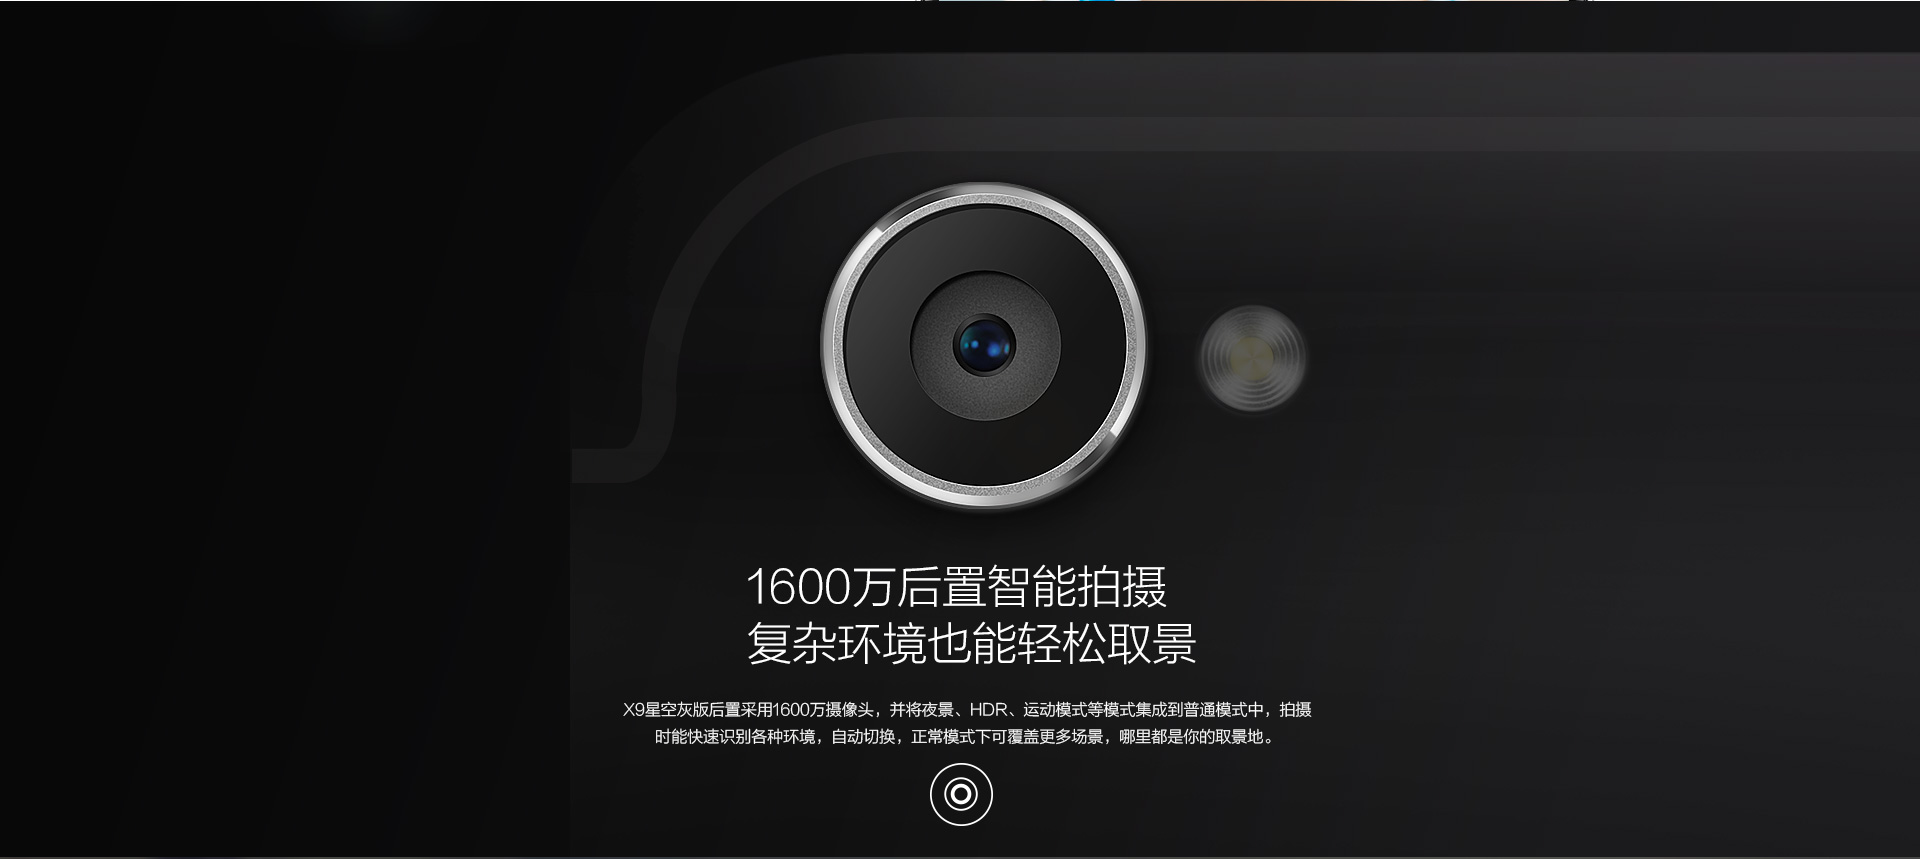 1600万后置智能拍摄
复杂环境也能轻松取景
X9星空灰版后置采用1600万摄像头，并将夜景、HDR、运动模式等模式集成到普通模式中，拍摄
时能快速识别各种环境，自动切换，正常模式下可覆盖更多场景，哪里都是你的取景地。